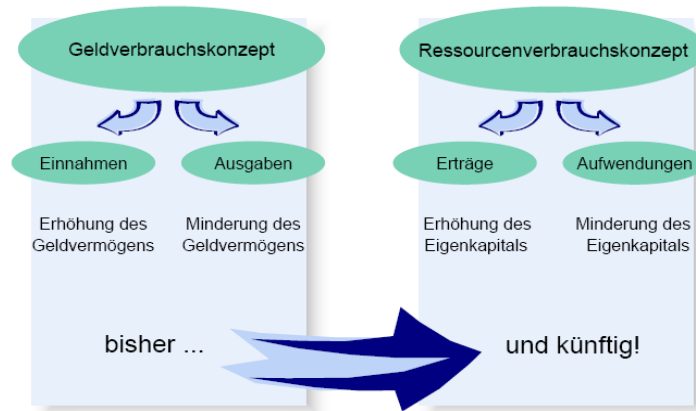 Geldverbrauchskonzept
Einnahmen
Ausgaben
Erhöhung des
Geldvermögens
Minderung des
Geldvermögens
bisher ...
Ressourcenverbrauchskonzept
Erträge
Aufwendungen
Erhöhung des
Eigenkapitals
Minderung des
Eigenkapitals
und künftig!